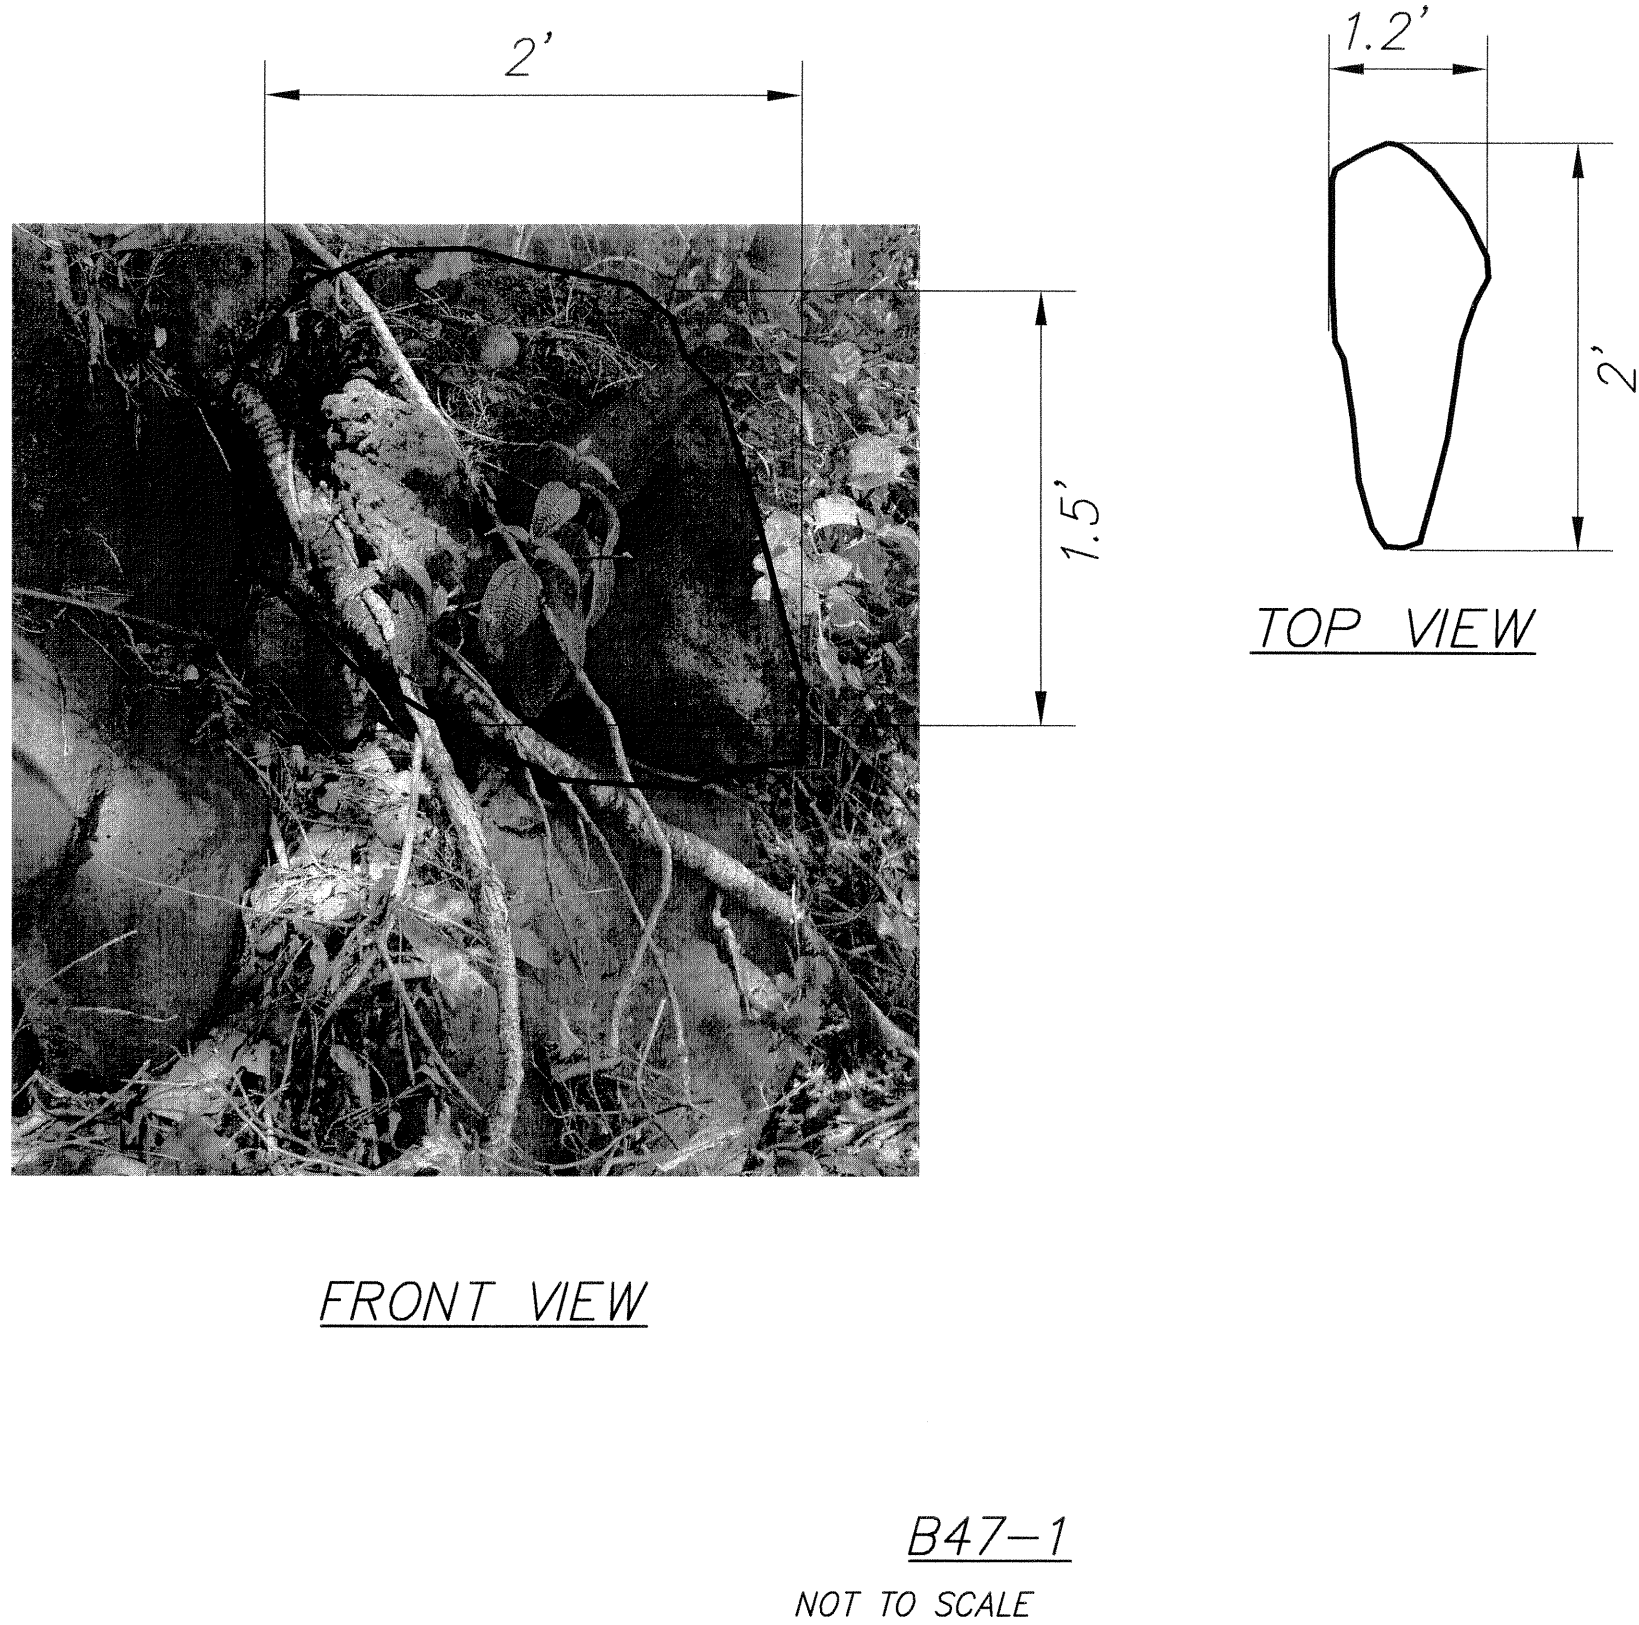 2'
1.2'
1.5'
2'
TOP VIEW
FRONT VIEW
B47-1
NOT TO SCALE